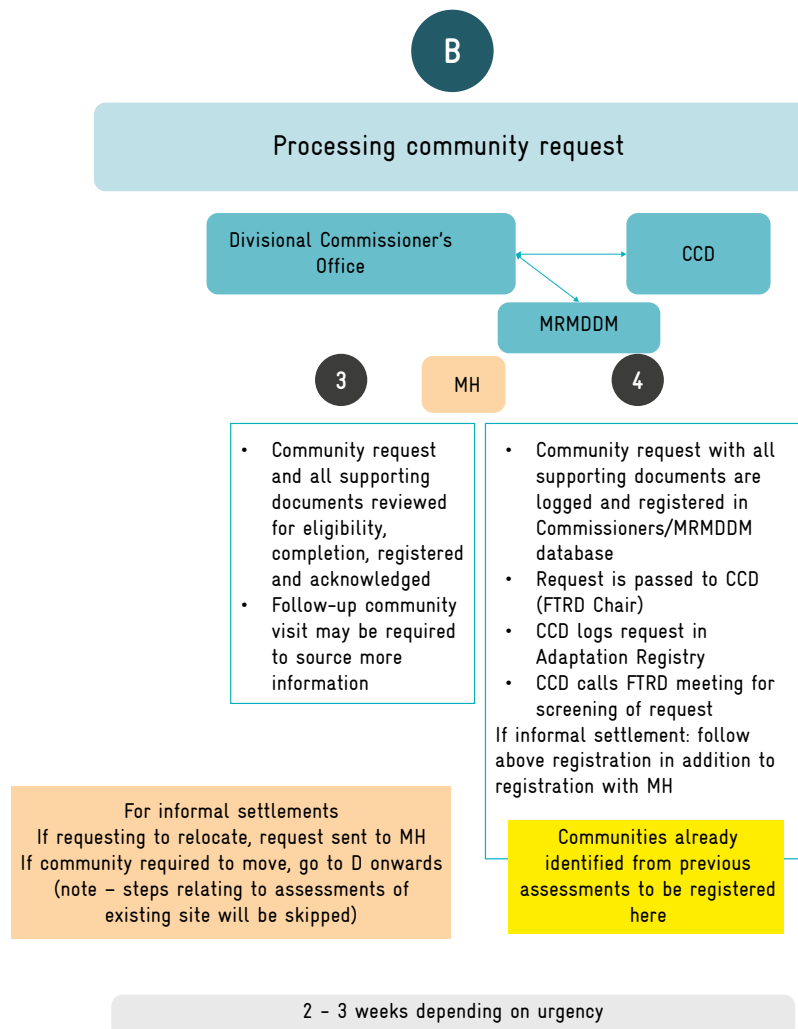 B
Processing community request
Divisional Commissioner's
Office
CCD
MRMDDM
3
MH
4
• Community request
and all supporting
documents reviewed
for eligibility,
completion, registered
and acknowledged
• Follow-up community
visit may be required
to source more
information
• Community request with all
supporting documents are
logged and registered in
Commissioners/MRMDDM
database
• Request is passed to CCD
(FTRD Chair)
• CCD logs request in
Adaptation Registry
• CCD calls FTRD meeting for
screening of request
If informal settlement: follow
above registration in addition to
registration with MH
For informal settlements
If requesting to relocate, request sent to MH
If community required to move, go to D onwards
(note – steps relating to assessments of
existing site will be skipped)
Communities already
identified from previous
assessments to be registered
here
2 – 3 weeks depending on urgency